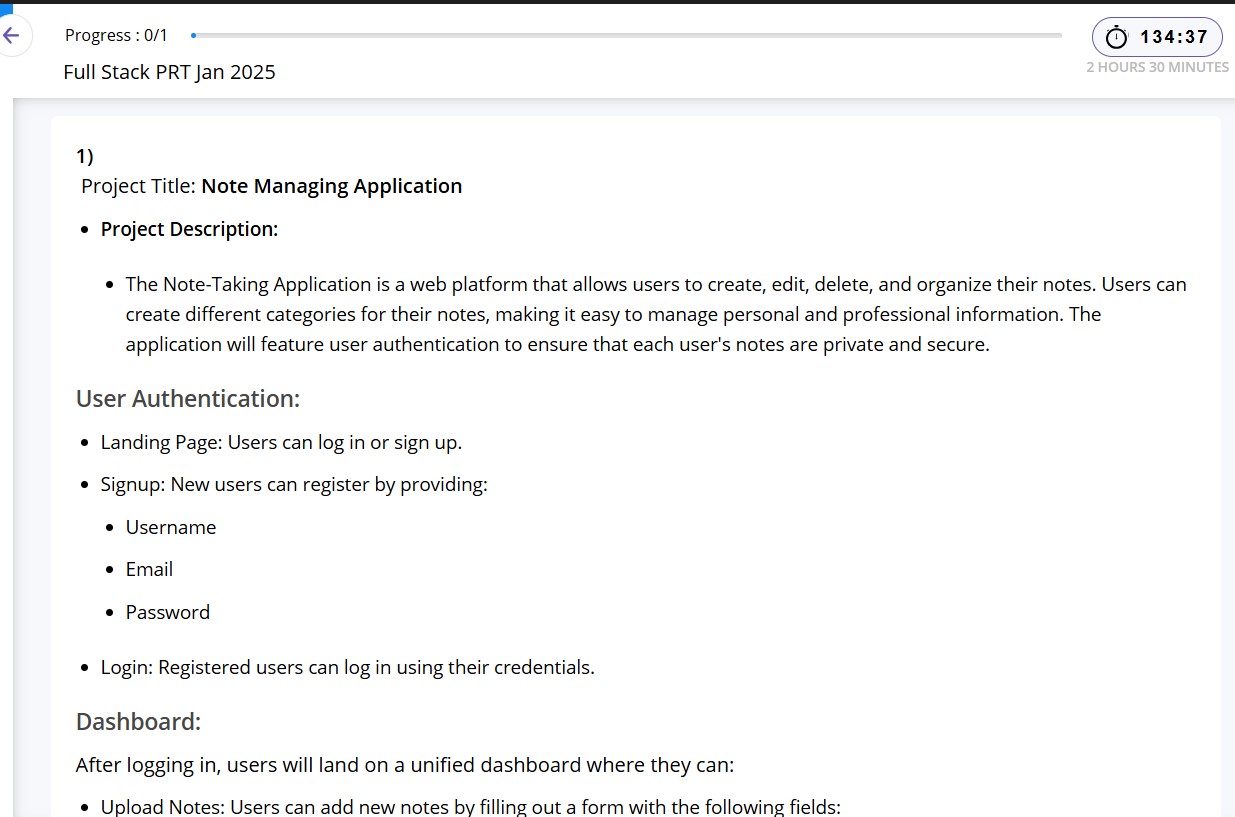 Progress : 0/1
134:37
2 HOURS 30 MINUTES
Full Stack PRT Jan 2025
1)
Project Title: Note Managing Application
• Project Description:
• The Note-Taking Application is a web platform that allows users to create, edit, delete, and organize their notes. Users can
create different categories for their notes, making it easy to manage personal and professional information. The
application will feature user authentication to ensure that each user's notes are private and secure.
User Authentication:
• Landing Page: Users can log in or sign up.
• Signup: New users can register by providing:
• Username
• Email
• Password
• Login: Registered users can log in using their credentials.
Dashboard:
After logging in, users will land on a unified dashboard where they can:
• Upload Notes: Users can add new notes by filling out a form with the following fields: